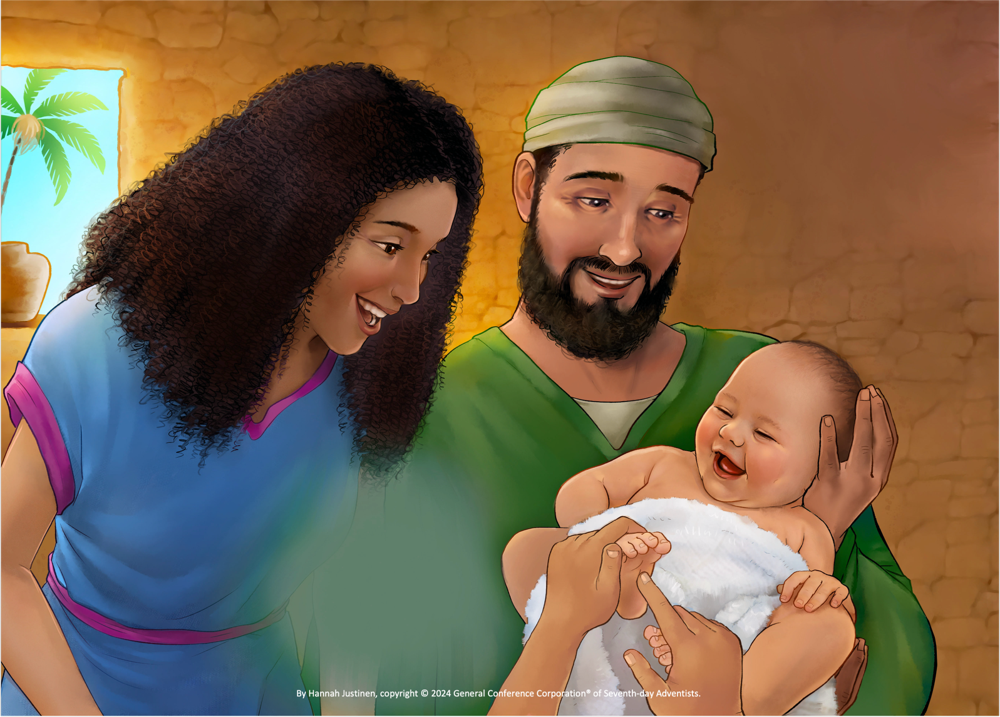 By Hannah Justinen, copyright © 2024 General Conference Corporation® of Seventh-day Adventists.